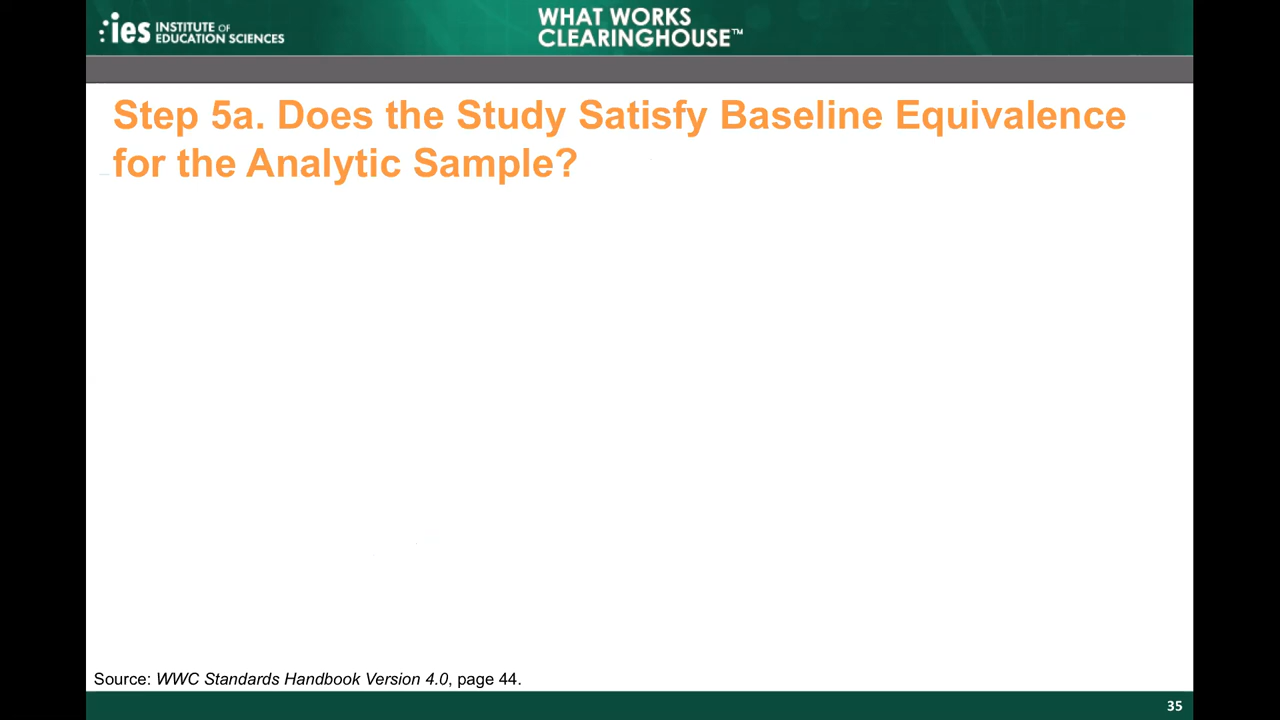 ies INSTITUTE OF
EDUCATION SCIENCES
WHAT WORKS
CLEARINGHOUSE™
Step 5a. Does the Study Satisfy Baseline Equivalence
for the Analytic Sample?
Source: WWC Standards Handbook Version 4.0, page 44.
35